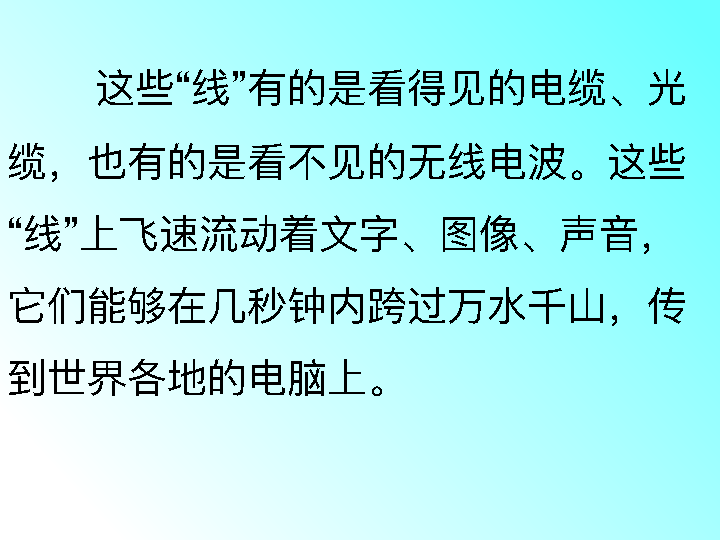 这些“线”有的是看得见的电缆、光
缆，也有的是看不见的无线电波。这些
“线”上飞速流动着文字、图像、声音，
它们能够在几秒钟内跨过万水千山，传
到世界各地的电脑上。